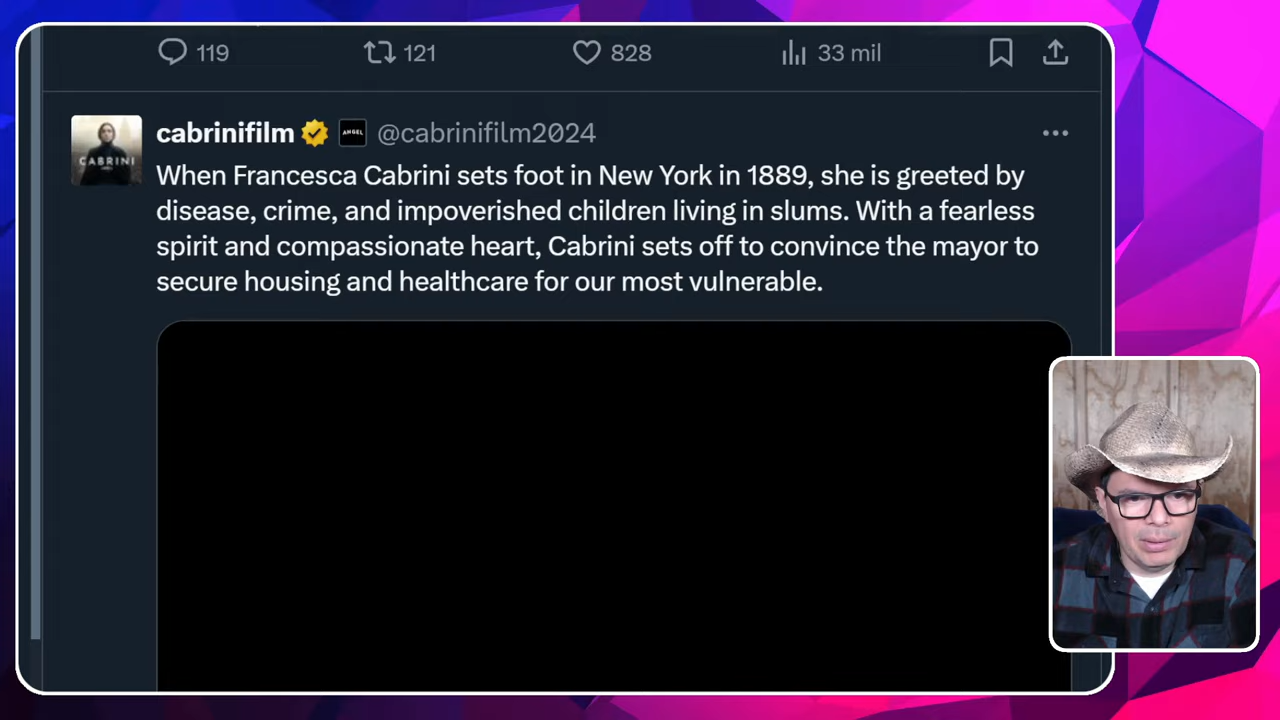 119 121 828 33 mil
cabrinifilm ANGEL @cabrinifilm2024
CABRINI
When Francesca Cabrini sets foot in New York in 1889, she is greeted by
disease, crime, and impoverished children living in slums. With a fearless
spirit and compassionate heart, Cabrini sets off to convince the mayor to
secure housing and healthcare for our most vulnerable.